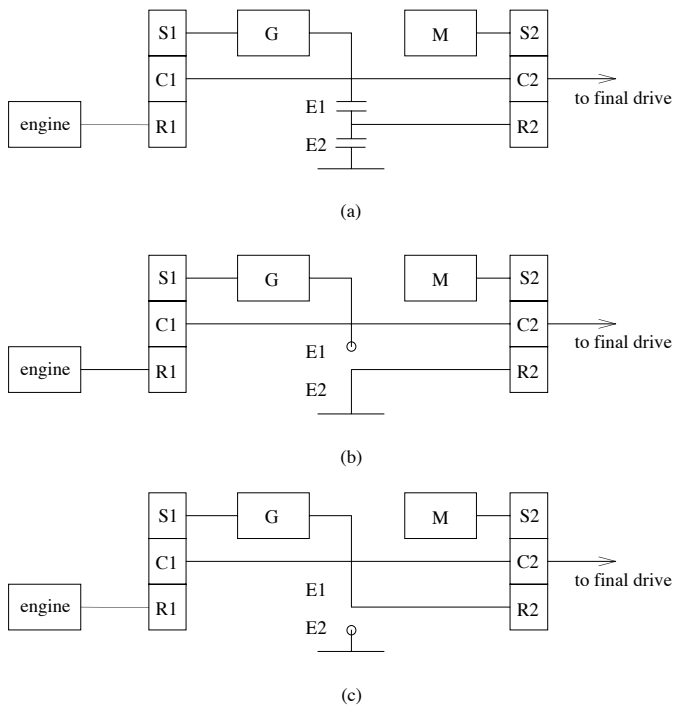 S1 G M S2
C1 C2
to final drive
E1
engine R1 R2
E2
(a)
S1 G M S2
C1 C2
to final drive
E1
engine R1 R2
E2
(b)
S1 G M S2
C1 C2
to final drive
E1
engine R1 R2
E2
(c)